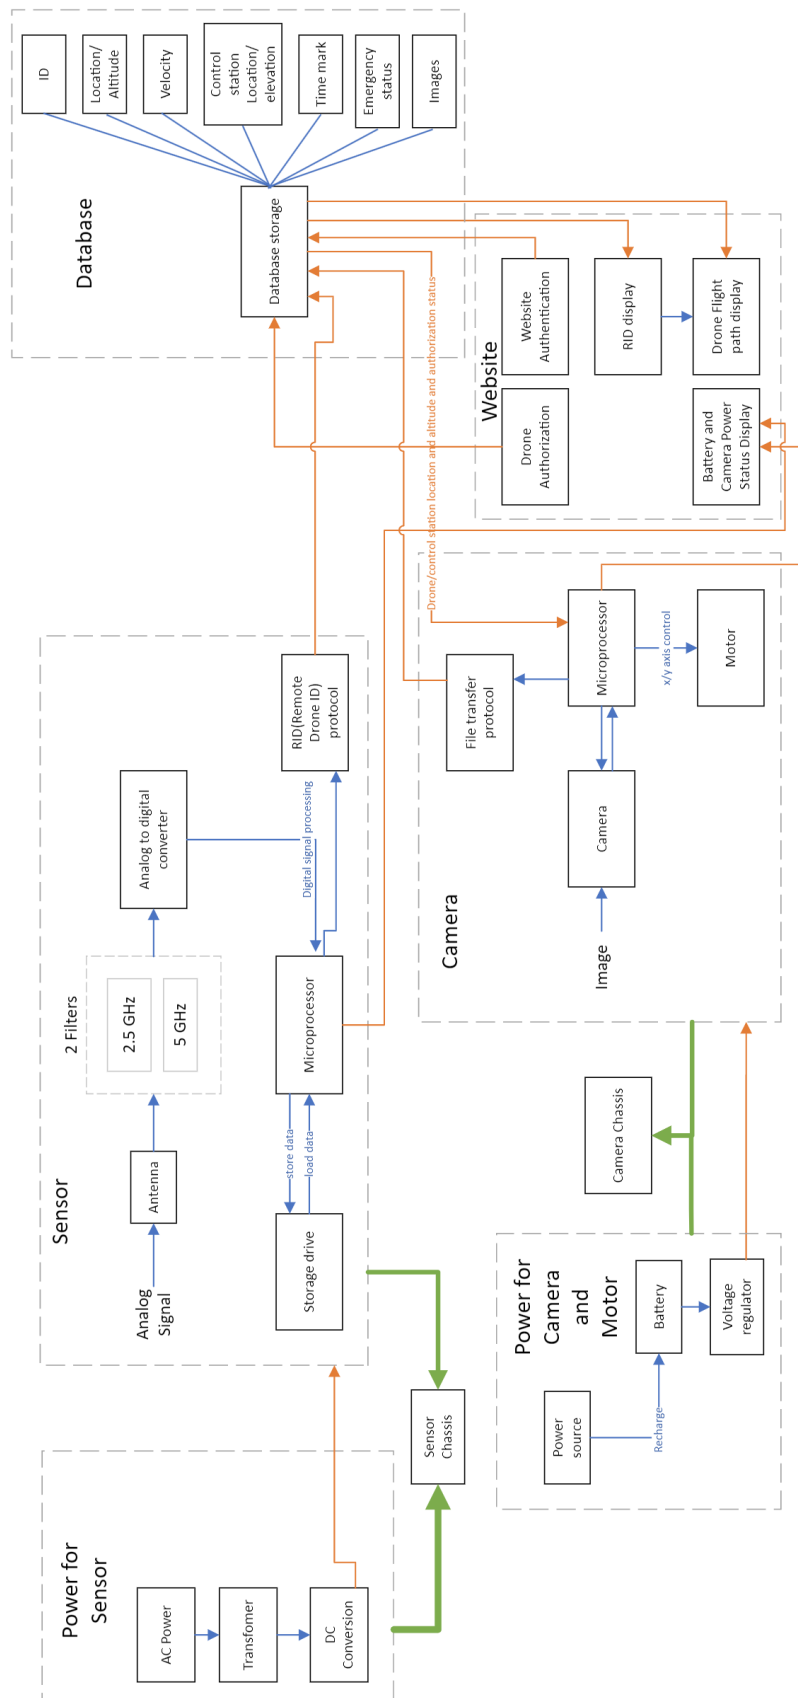 Power for
Sensor
AC Power
Transfomer
DC
Conversion
Sensor
Analog
Signal
Antenna
2 Filters
2.5 GHz
5 GHz
Analog to digital
converter
Digital signal processing
Storage drive
store data
load data
Microprocessor
RID(Remote
Drone ID)
protocol
Sensor
Chassis
Database
ID
Location/
Altitude
Velocity
Control
station
Location/
elevation
Time mark
Emergency
status
Images
Database storage
Drone/control station location and altitude and authorization status
Power for
Camera
and
Motor
Power
source
Recharge
Battery
Voltage
regulator
Camera Chassis
Camera
Image
Camera
File transfer
protocol
Microprocessor
x/y axis control
Motor
Website
Drone
Authorization
Website
Authentication
RID display
Battery and
Camera Power
Status Display
Drone Flight
path display